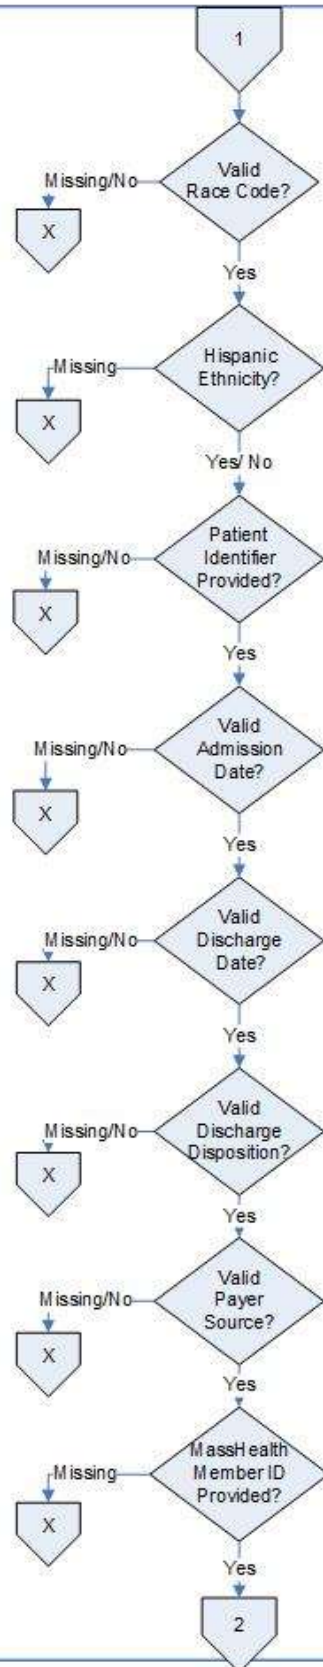 1
Valid
Race Code?
Missing/No
X
Yes
Hispanic
Ethnicity?
Missing
X
Yes/ No
Patient
Identifier
Provided?
Missing/No
X
Yes
Valid
Admission
Date?
Missing/No
X
Yes
Valid
Discharge
Date?
Missing/No
X
Yes
Valid
Discharge
Disposition?
Missing/No
X
Yes
Valid
Payer
Source?
Missing/No
X
Yes
MassHealth
Member ID
Provided?
Missing
X
Yes
2